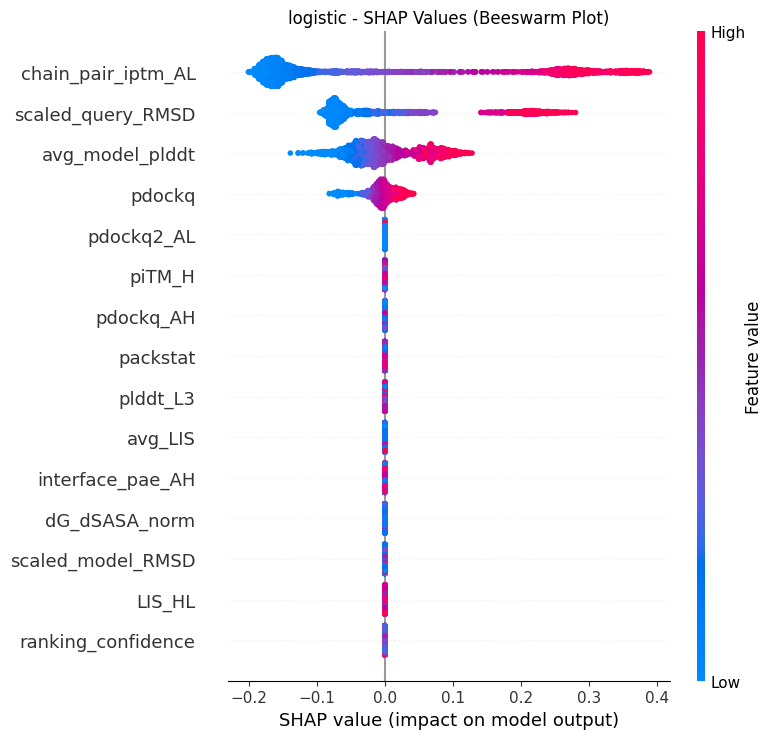 logistic - SHAP Values (Beeswarm Plot)
High
chain_pair_iptm_AL
scaled_query_RMSD
avg_model_plddt
pdockq
pdockq2_AL
piTM_H
pdockq_AH
packstat
plddt_L3
avg_LIS
interface_pae_AH
dG_dSASA_norm
scaled_model_RMSD
LIS_HL
ranking_confidence
Feature value
Low
−0.2 −0.1 0.0 0.1 0.2 0.3 0.4
SHAP value (impact on model output)